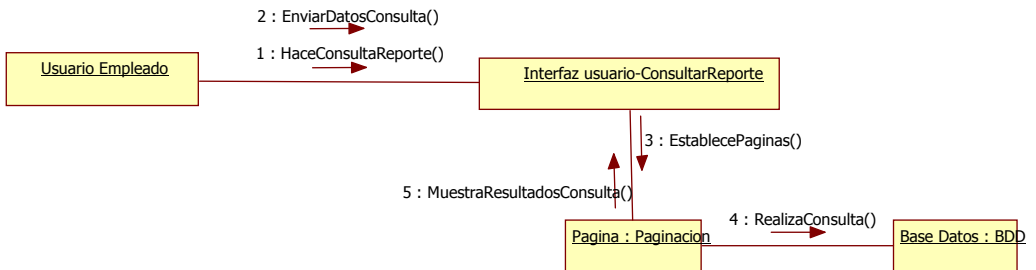 2 : EnviarDatosConsulta()
1 : HaceConsultaReporte()
Usuario Empleado
Interfaz usuario-ConsultarReporte
3 : EstablecePaginas()
5 : MuestraResultadosConsulta()
4 : RealizaConsulta()
Pagina : Paginacion
Base Datos : BDD